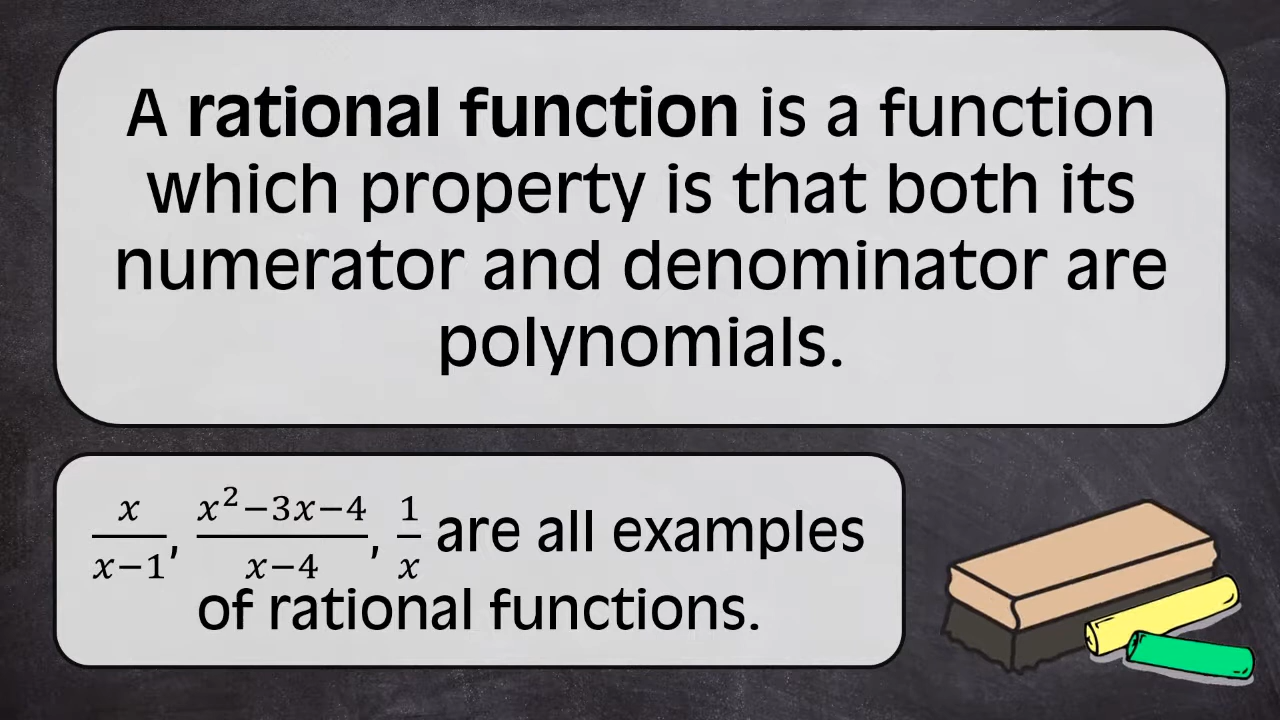 A rational function is a function
which property is that both its
numerator and denominator are
polynomials.
x/(x−1), (x²−3x−4)/(x−4), 1/x are all examples
of rational functions.